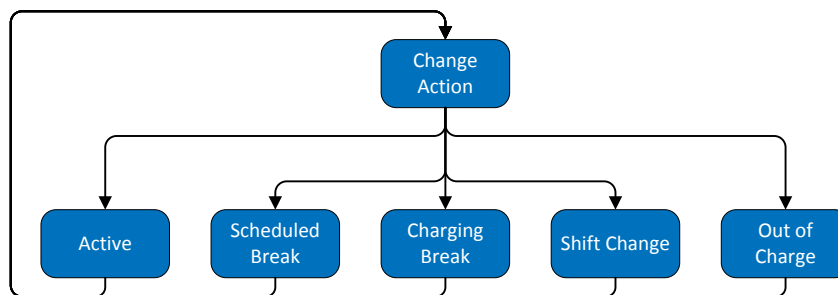 Change
Action
Active
Scheduled
Break
Charging
Break
Shift Change
Out of
Charge